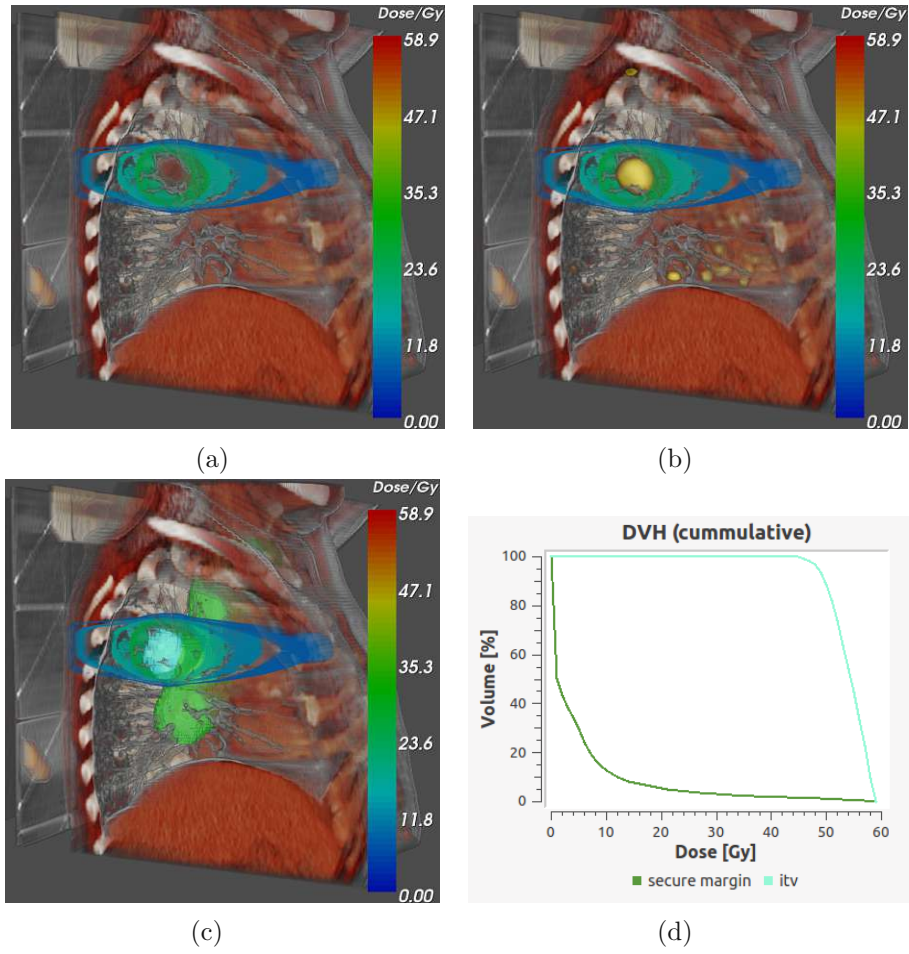 Dose/Gy
58.9
47.1
35.3
23.6
11.8
0.00
(a)
Dose/Gy
58.9
47.1
35.3
23.6
11.8
0.00
(b)
Dose/Gy
58.9
47.1
35.3
23.6
11.8
0.00
(c)
DVH (cummulative)
Volume [%]
100
80
60
40
20
0
0 10 20 30 40 50 60
Dose [Gy]
secure margin itv
(d)